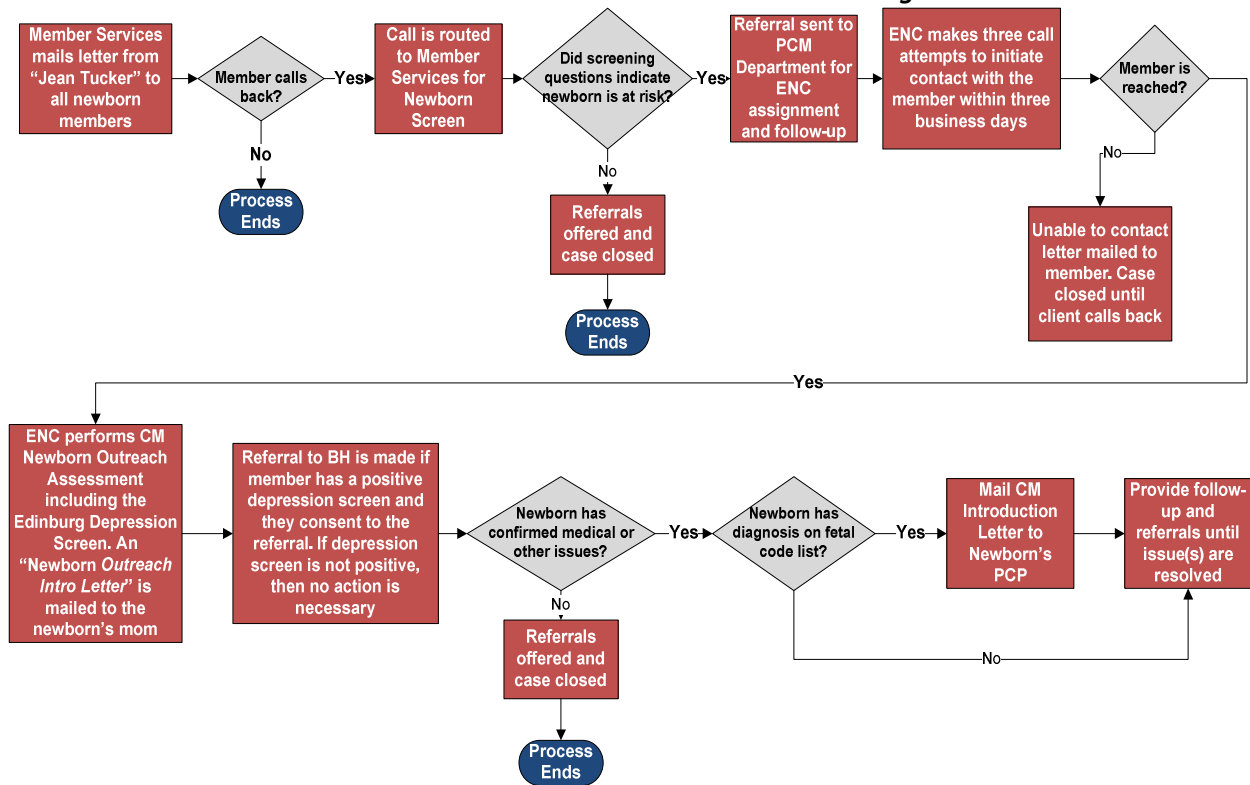 Member Services
mails letter from
“Jean Tucker” to
all newborn
members
Member calls
back?
Yes
No
Process
Ends
Call is routed
to Member
Services for
Newborn
Screen
Did screening
questions indicate
newborn is at risk?
Yes
No
Referrals
offered and
case closed
Process
Ends
Referral sent to
PCM
Department for
ENC
assignment
and follow-up
ENC makes three call
attempts to initiate
contact with the
member within three
business days
Member is
reached?
No
Unable to contact
letter mailed to
member. Case
closed until
client calls back
Yes
ENC performs CM
Newborn Outreach
Assessment
including the
Edinburg Depression
Screen. An
“Newborn Outreach
Intro Letter” is
mailed to the
newborn’s mom
Referral to BH is made if
member has a positive
depression screen and
they consent to the
referral. If depression
screen is not positive,
then no action is
necessary
Newborn has
confirmed medical or
other issues?
Yes
No
Referrals
offered and
case closed
Process
Ends
Newborn has
diagnosis on fetal
code list?
Yes
No
Mail CM
Introduction
Letter to
Newborn’s
PCP
Provide follow-
up and
referrals until
issue(s) are
resolved